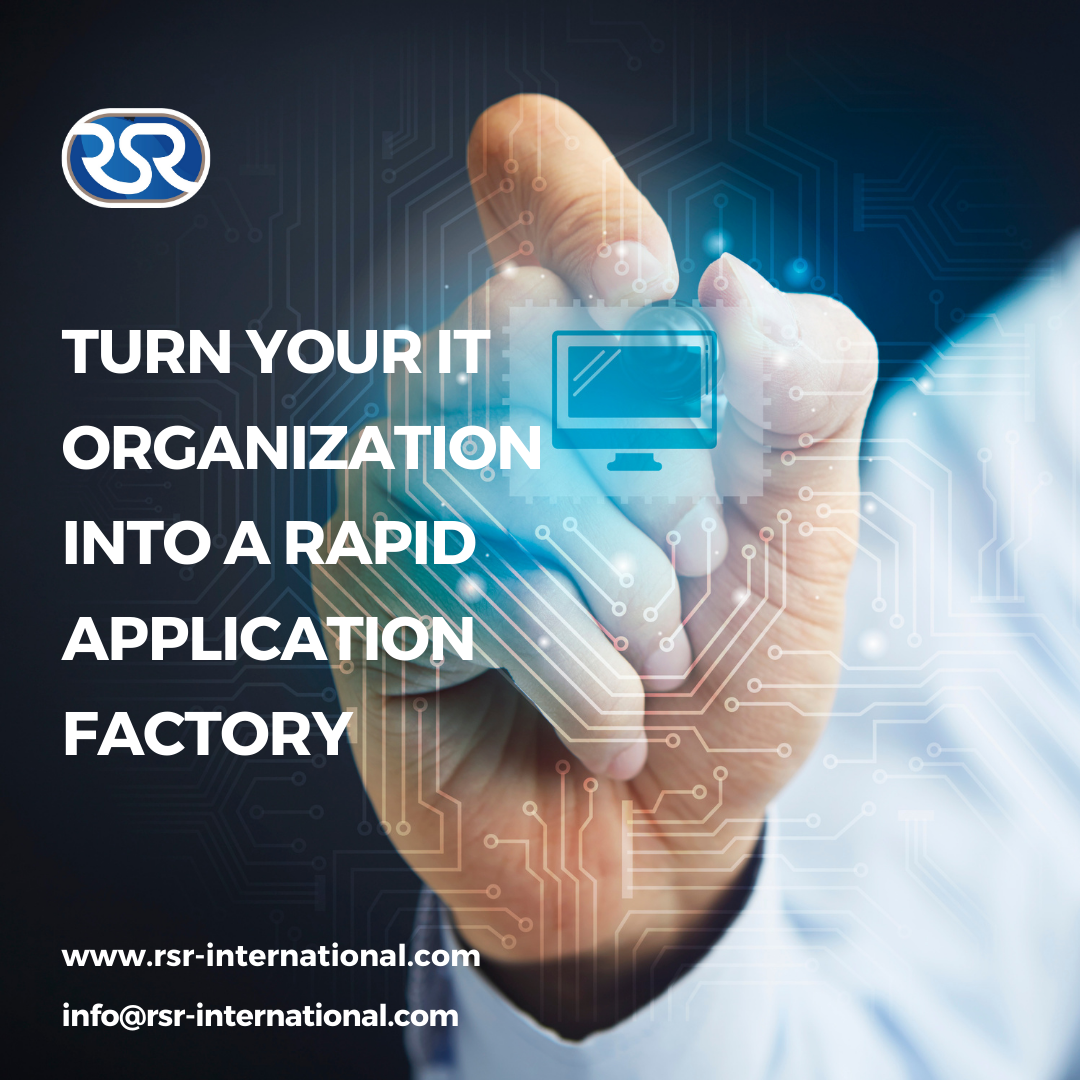 RSR
TURN YOUR IT
ORGANIZATION
INTO A RAPID
APPLICATION
FACTORY
www.rsr-international.com
info@rsr-international.com